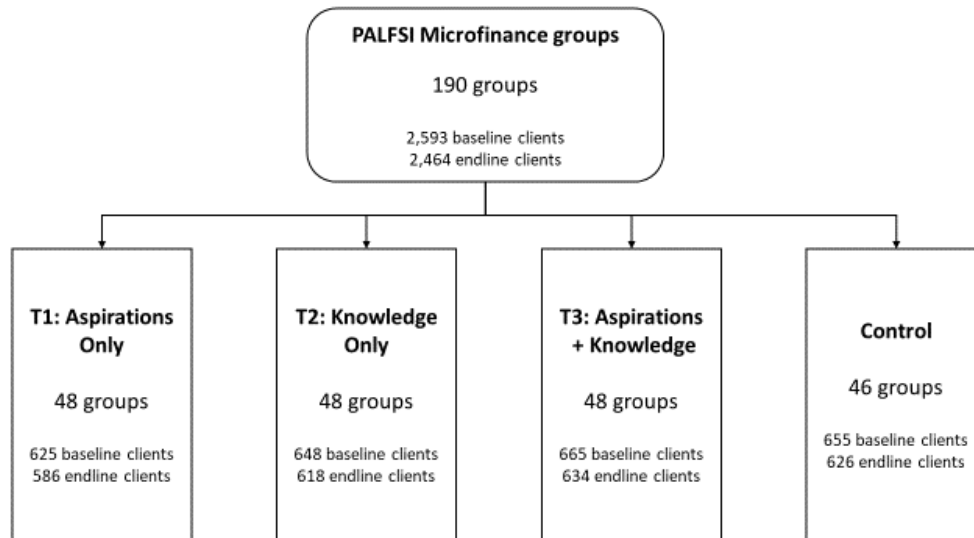 PALFSI Microfinance groups
190 groups
2,593 baseline clients
2,464 endline clients
T1: Aspirations
Only
48 groups
625 baseline clients
586 endline clients
T2: Knowledge
Only
48 groups
648 baseline clients
618 endline clients
T3: Aspirations
+ Knowledge
48 groups
665 baseline clients
634 endline clients
Control
46 groups
655 baseline clients
626 endline clients